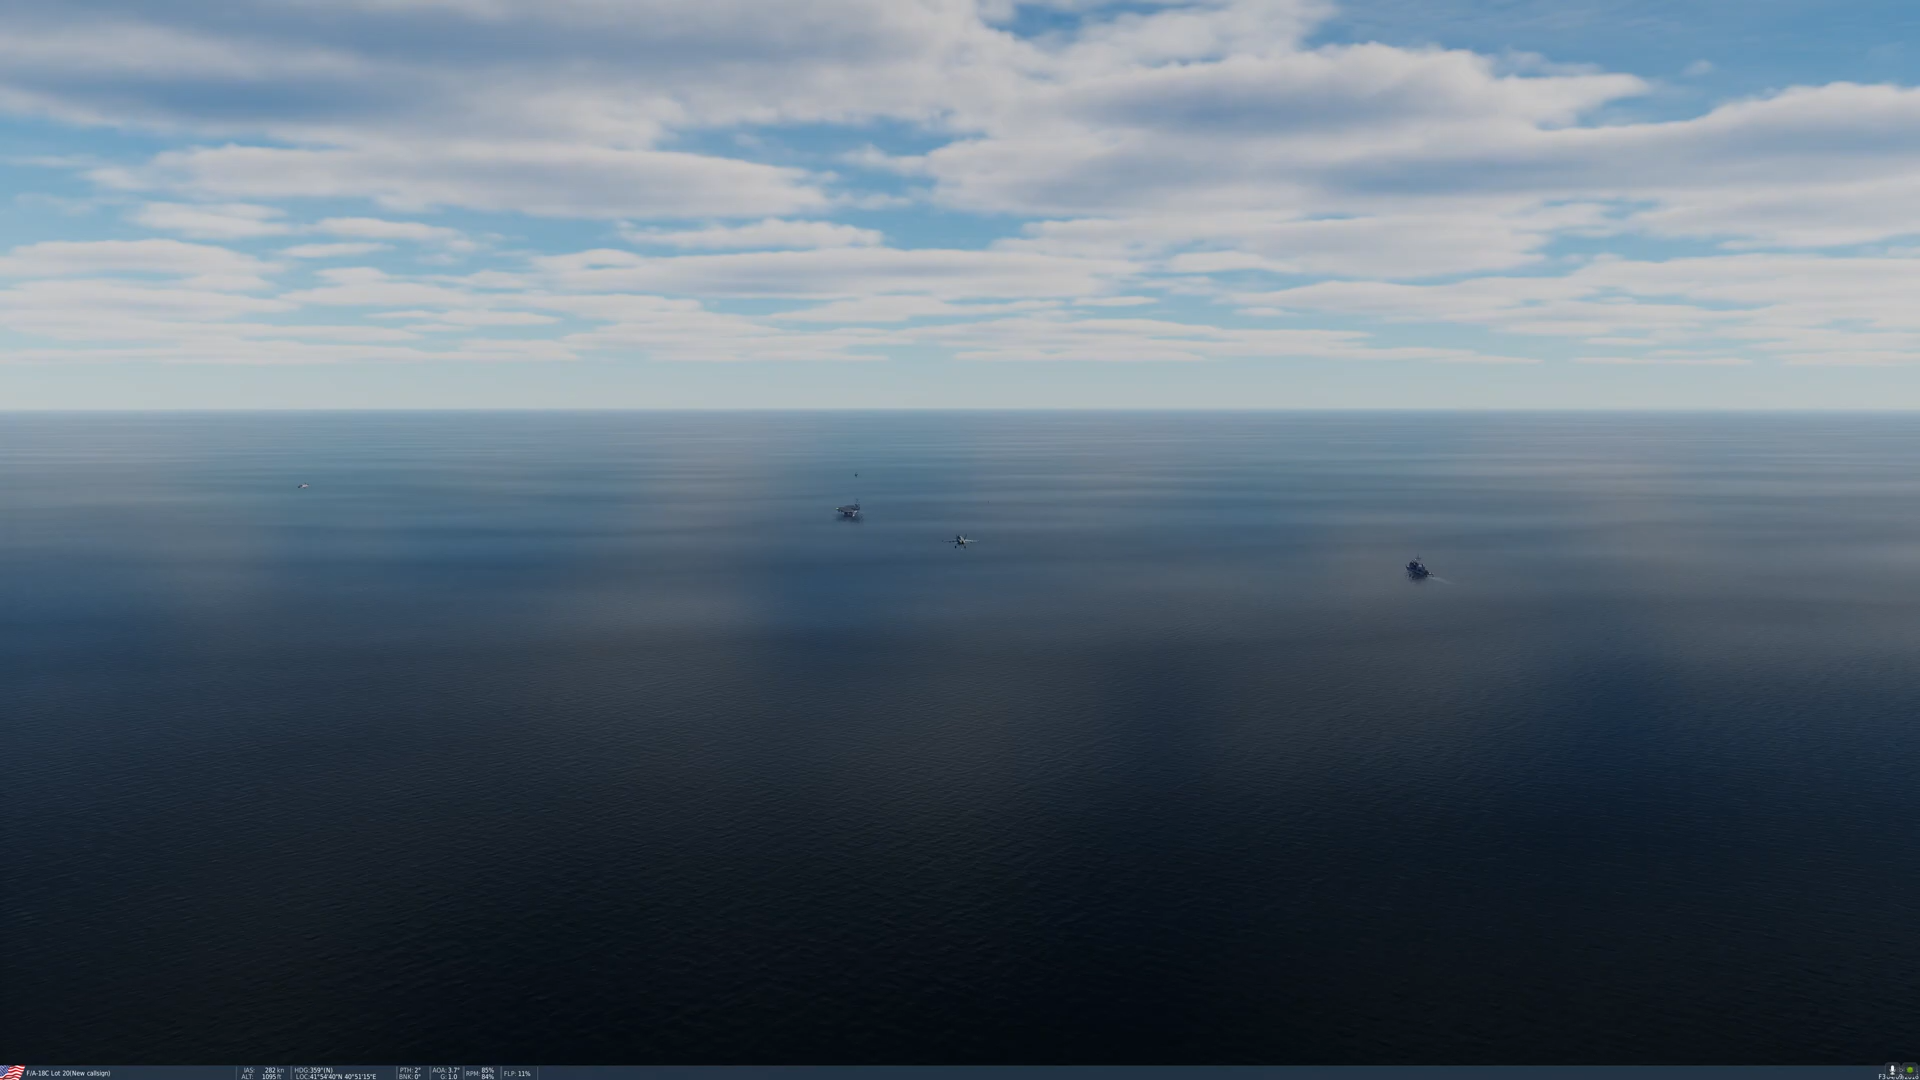 F/A-18C Lot 20(New callsign)
IAS: 282 kn
ALT: 1095 ft
HDG:359°(N)
LOC:41°54'40"N 40°51'15"E
PTH: 2°
BNK:0°
AOA: 3.7°
G: 1.0
RPM: 85%
84%
FLP: 11%